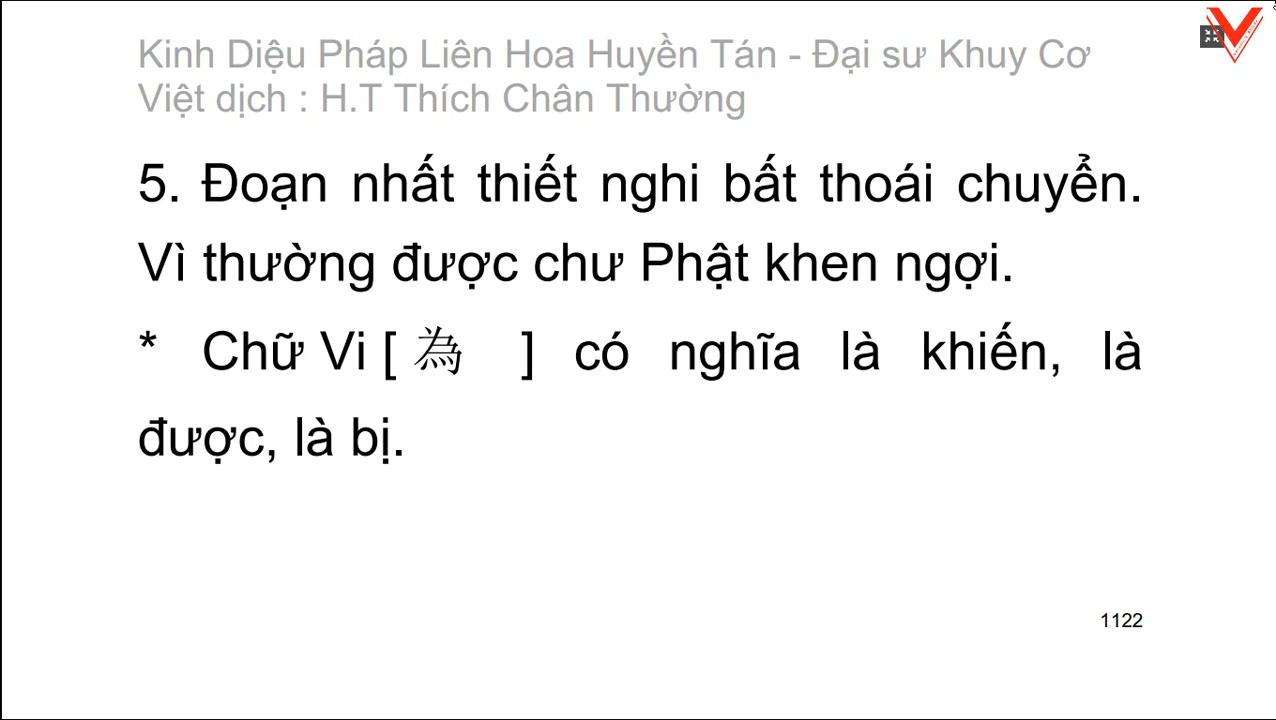 Kinh Diệu Pháp Liên Hoa Huyền Tán - Đại sư Khuy Cơ
Việt dịch : H.T Thích Chân Thường
5. Đoạn nhất thiết nghi bất thoái chuyển.
Vì thường được chư Phật khen ngợi.
* Chữ Vi [ 為 ] có nghĩa là khiến, là
được, là bị.
1122